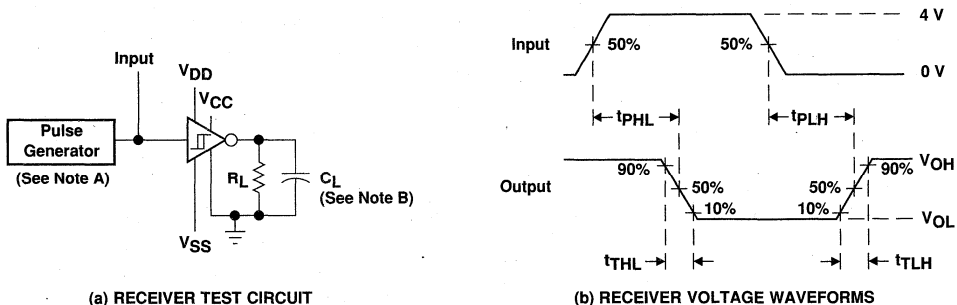 Input
VDD
VCC
Pulse
Generator
(See Note A)
RL
CL
(See Note B)
VSS
(a) RECEIVER TEST CIRCUIT
4 V
Input
50%
50%
0 V
tPHL
tPLH
VOH
90%
90%
Output
50%
50%
10%
10%
VOL
tTHL
tTLH
(b) RECEIVER VOLTAGE WAVEFORMS